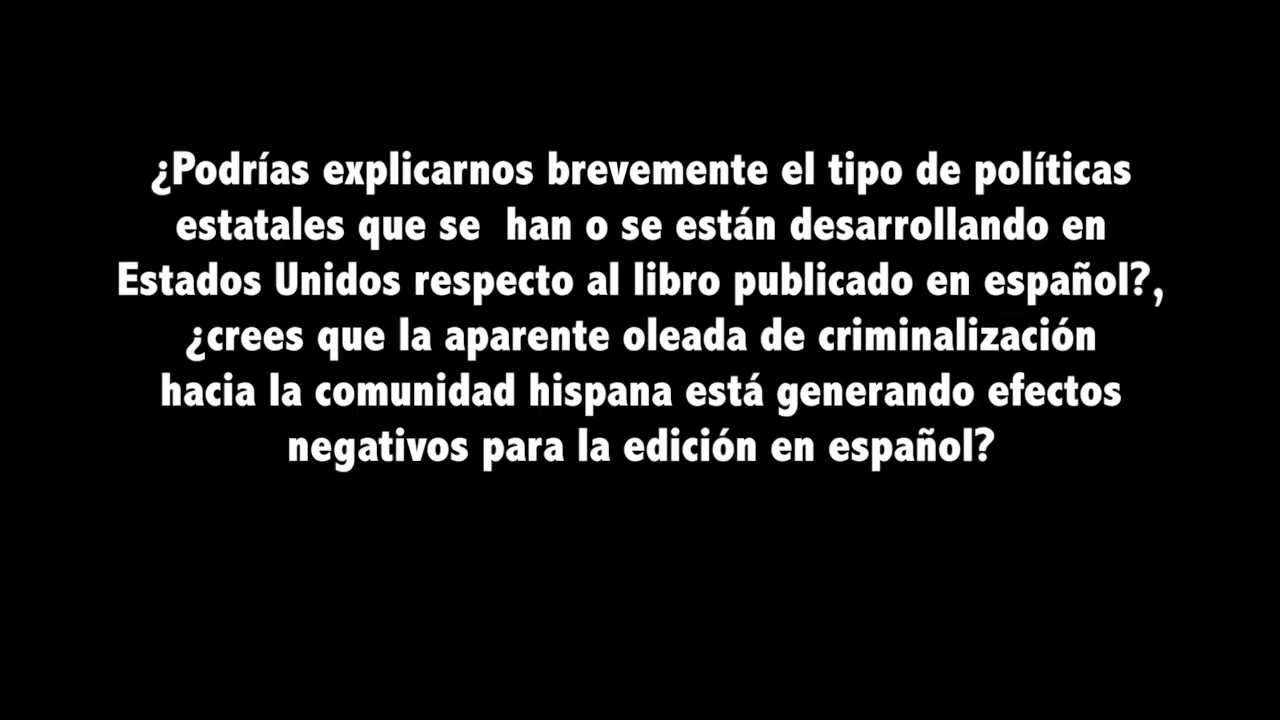 ¿Podrías explicarnos brevemente el tipo de políticas
estatales que se  han o se están desarrollando en
Estados Unidos respecto al libro publicado en español?,
¿crees que la aparente oleada de criminalización
hacia la comunidad hispana está generando efectos
negativos para la edición en español?